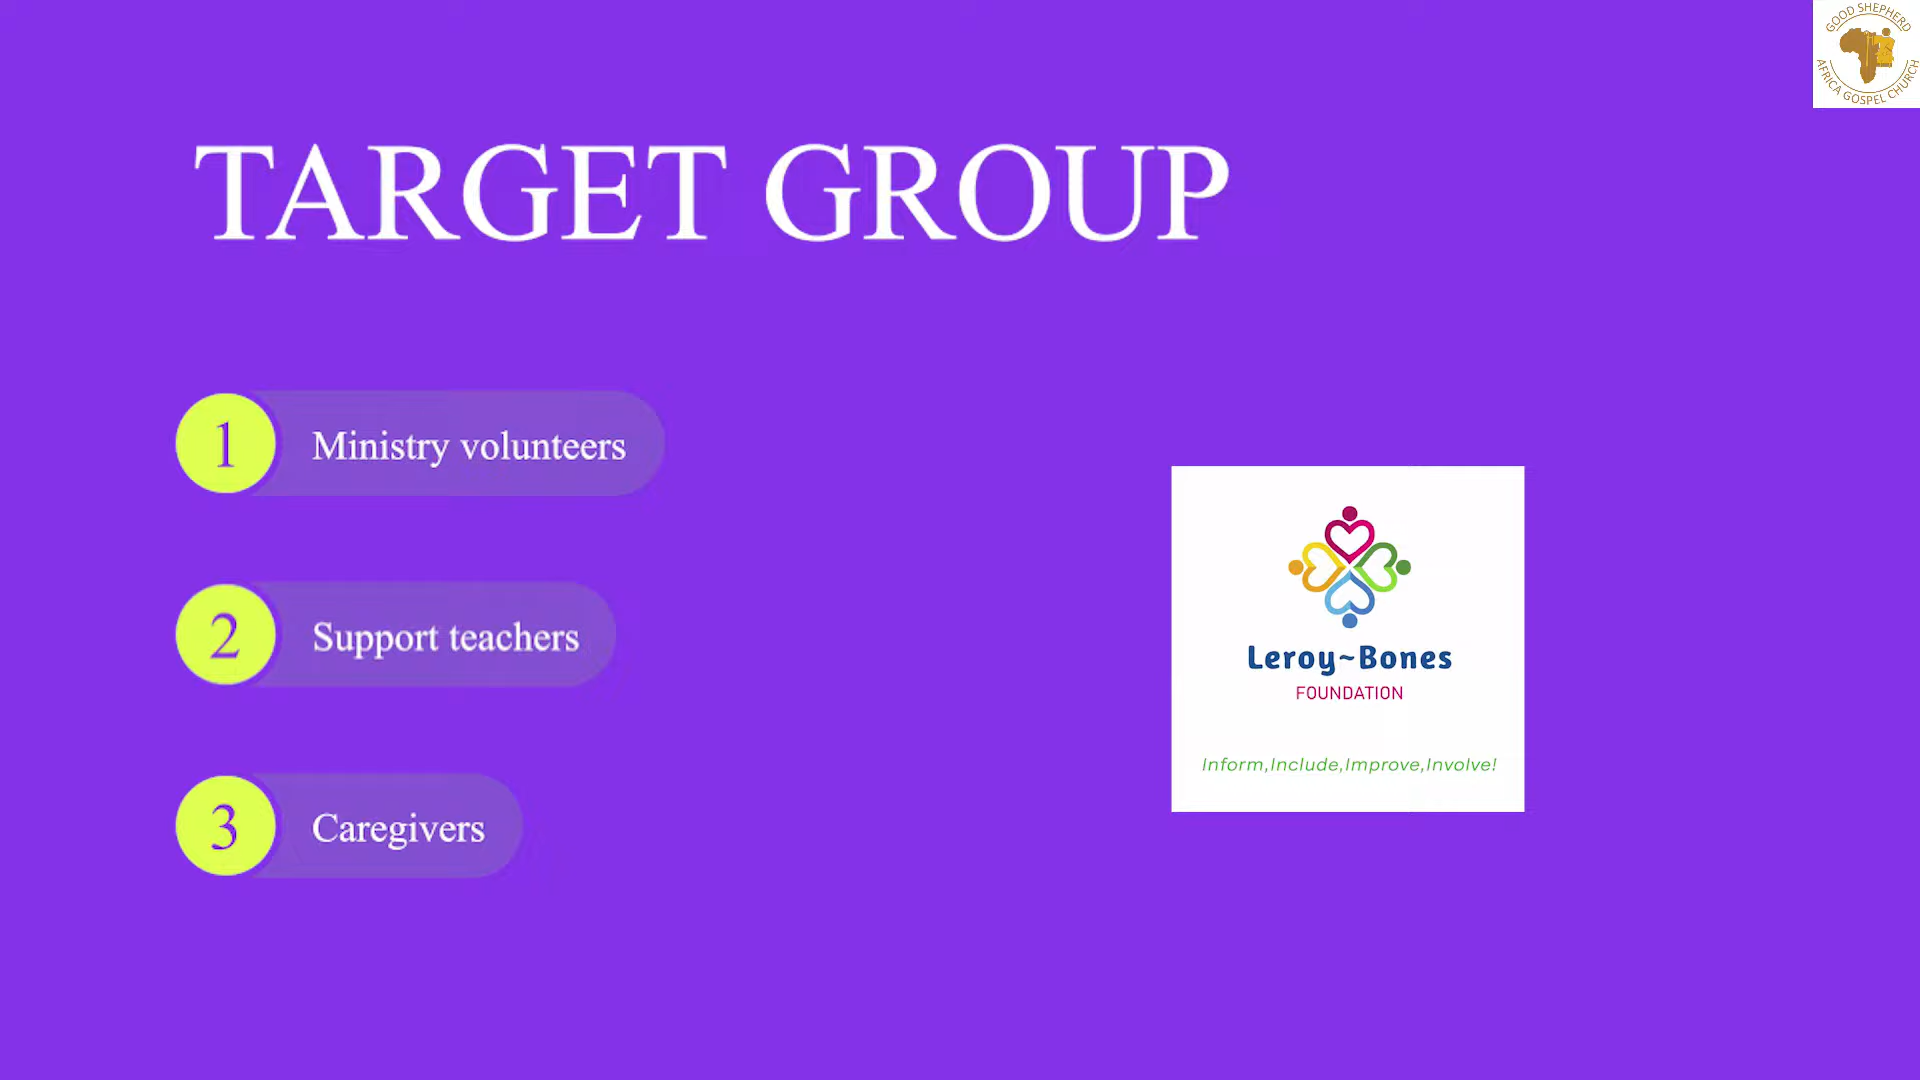 GOOD SHEPHERD
AFRICA GOSPEL CHURCH
TARGET GROUP
1 Ministry volunteers
2 Support teachers
3 Caregivers
Leroy~Bones
FOUNDATION
Inform,Include,Improve,Involve!